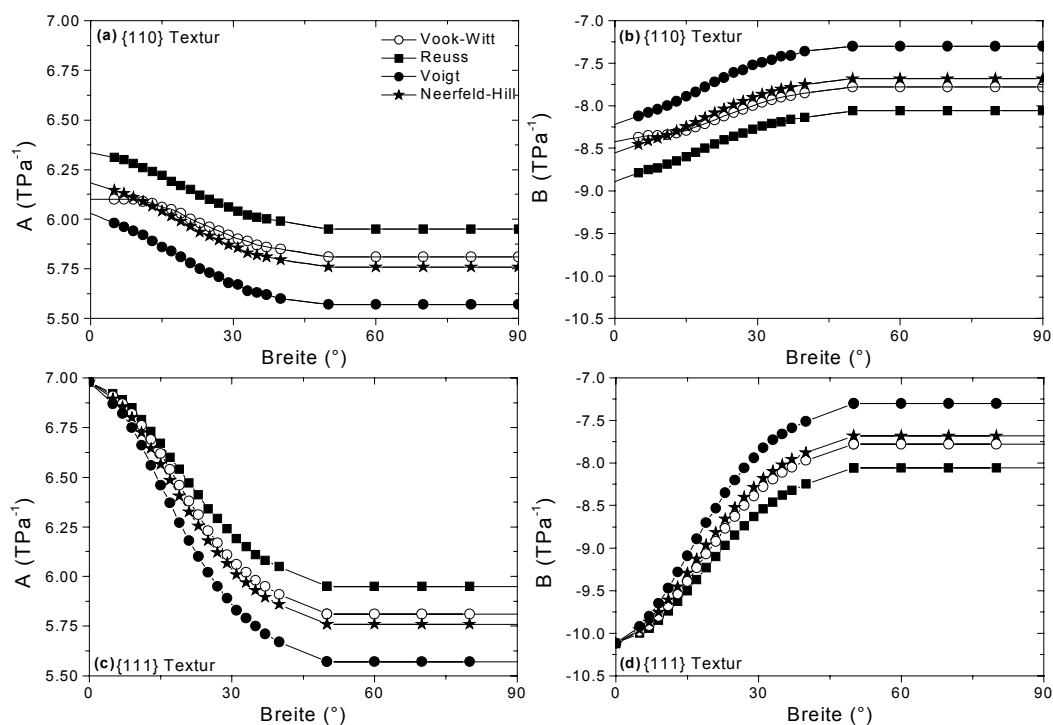 (a) {110} Textur
Vook-Witt
Reuss
Voigt
Neerfeld-Hill
7.00
6.75
6.50
6.25
6.00
5.75
5.50
A (TPa-1)
0 30 60 90
Breite (°)
(b) {110} Textur
-7.0
-7.5
-8.0
-8.5
-9.0
-9.5
-10.0
-10.5
B (TPa-1)
0 30 60 90
Breite (°)
7.00
6.75
6.50
6.25
6.00
5.75
5.50
A (TPa-1)
(c) {111} Textur
0 30 60 90
Breite (°)
-7.0
-7.5
-8.0
-8.5
-9.0
-9.5
-10.0
-10.5
B (TPa-1)
(d) {111} Textur
0 30 60 90
Breite (°)